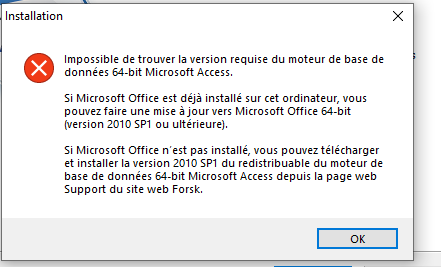 Installation
Impossible de trouver la version requise du moteur de base de
données 64-bit Microsoft Access.
Si Microsoft Office est déjà installé sur cet ordinateur, vous
pouvez faire une mise à jour vers Microsoft Office 64-bit
(version 2010 SP1 ou ultérieure).
Si Microsoft Office n´est pas installé, vous pouvez télécharger
et installer la version 2010 SP1 du redistribuable du moteur de
base de données 64-bit Microsoft Access depuis la page web
Support du site web Forsk.
OK